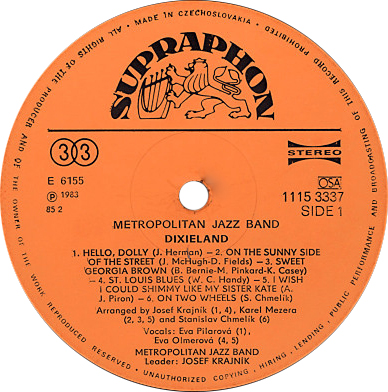 • ALL RIGHTS OF THE PRODUCER AND OF THE OWNER OF THE WORK REPRODUCED RESERVED • UNAUTHORIZED COPYING, HIRING, LENDING, PUBLIC PERFORMANCE AND BROADCASTING OF THIS RECORD PROHIBITED • MADE IN CZECHOSLOVAKIA
SUPRAPHON
33
STEREO
E 6155
OSA
℗ 1983
1115 3337
85 2
SIDE 1
METROPOLITAN JAZZ BAND
DIXIELAND
1. HELLO, DOLLY (J. Herman) — 2. ON THE SUNNY SIDE
OF THE STREET (J. McHugh-D. Fields) — 3. SWEET
GEORGIA BROWN (B. Bernie-M. Pinkard-K. Casey)
— 4. ST. LOUIS BLUES (W. C. Handy) — 5. I WISH
I COULD SHIMMY LIKE MY SISTER KATE (A.
J. Piron) — 6. ON TWO WHEELS (S. Chmelík)
Arranged by Josef Krajník (1, 4), Karel Mezera
(2, 3, 5) and Stanislav Chmelík (6)
Vocals: Eva Pilarová (1),
Eva Olmerová (4, 5)
METROPOLITAN JAZZ BAND
Leader: JOSEF KRAJNÍK